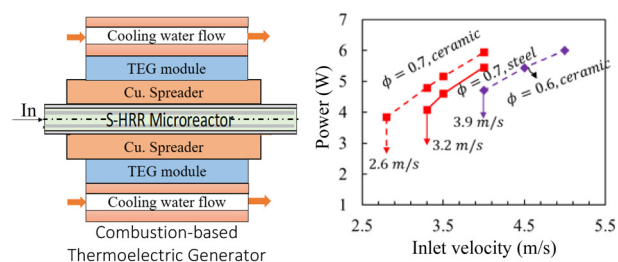 Cooling water flow
TEG module
Cu. Spreader
In
S-HRR Microreactor
Cu. Spreader
TEG module
Cooling water flow
Combustion-based
Thermoelectric Generator
Power (W)
7
6
5
4
3
2
1
ϕ = 0.7, ceramic
ϕ = 0.7, steel
ϕ = 0.6, ceramic
2.6 m/s
3.2 m/s
3.9 m/s
2.5 3.5 4.5 5.5
Inlet velocity (m/s)